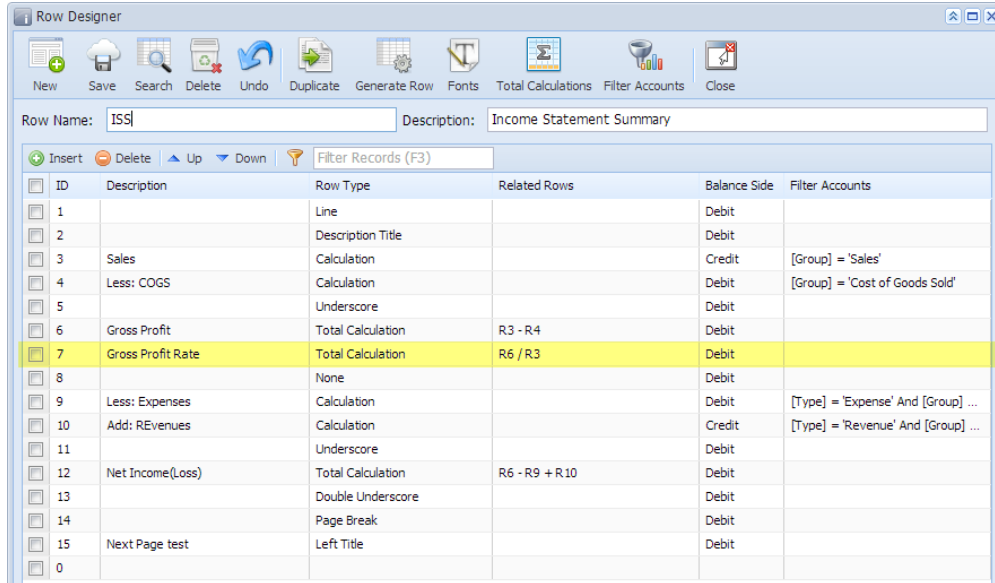 Row Designer
New Save Search Delete Undo Duplicate Generate Row Fonts Total Calculations Filter Accounts Close
Row Name: ISS Description: Income Statement Summary
Insert Delete Up Down Filter Records (F3)
ID Description Row Type Related Rows Balance Side Filter Accounts
1 Line Debit
2 Description Title Debit
3 Sales Calculation Credit [Group] = 'Sales'
4 Less: COGS Calculation Debit [Group] = 'Cost of Goods Sold'
5 Underscore Debit
6 Gross Profit Total Calculation R3 - R4 Debit
7 Gross Profit Rate Total Calculation R6 / R3 Debit
8 None Debit
9 Less: Expenses Calculation Debit [Type] = 'Expense' And [Group] ...
10 Add: REvenues Calculation Credit [Type] = 'Revenue' And [Group] ...
11 Underscore Debit
12 Net Income(Loss) Total Calculation R6 - R9 + R10 Debit
13 Double Underscore Debit
14 Page Break Debit
15 Next Page test Left Title Debit
0